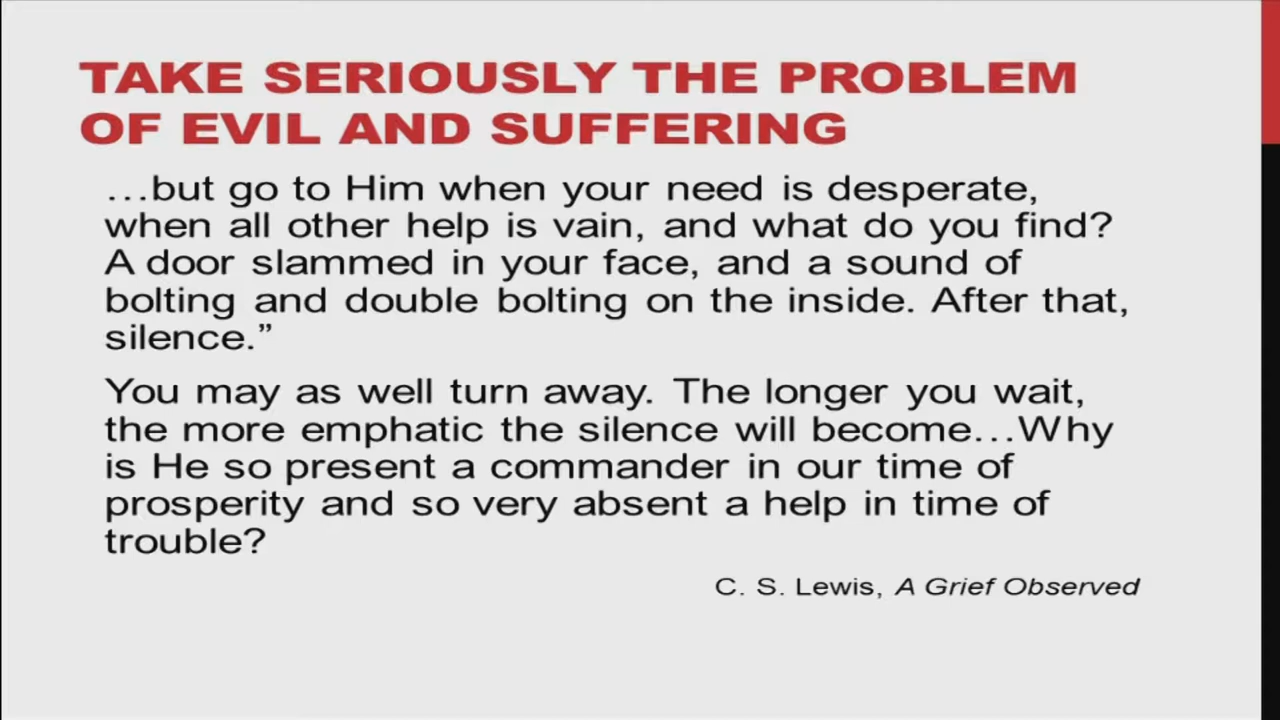 TAKE SERIOUSLY THE PROBLEM
OF EVIL AND SUFFERING
…but go to Him when your need is desperate,
when all other help is vain, and what do you find?
A door slammed in your face, and a sound of
bolting and double bolting on the inside. After that,
silence.”
You may as well turn away. The longer you wait,
the more emphatic the silence will become…Why
is He so present a commander in our time of
prosperity and so very absent a help in time of
trouble?
C. S. Lewis, A Grief Observed